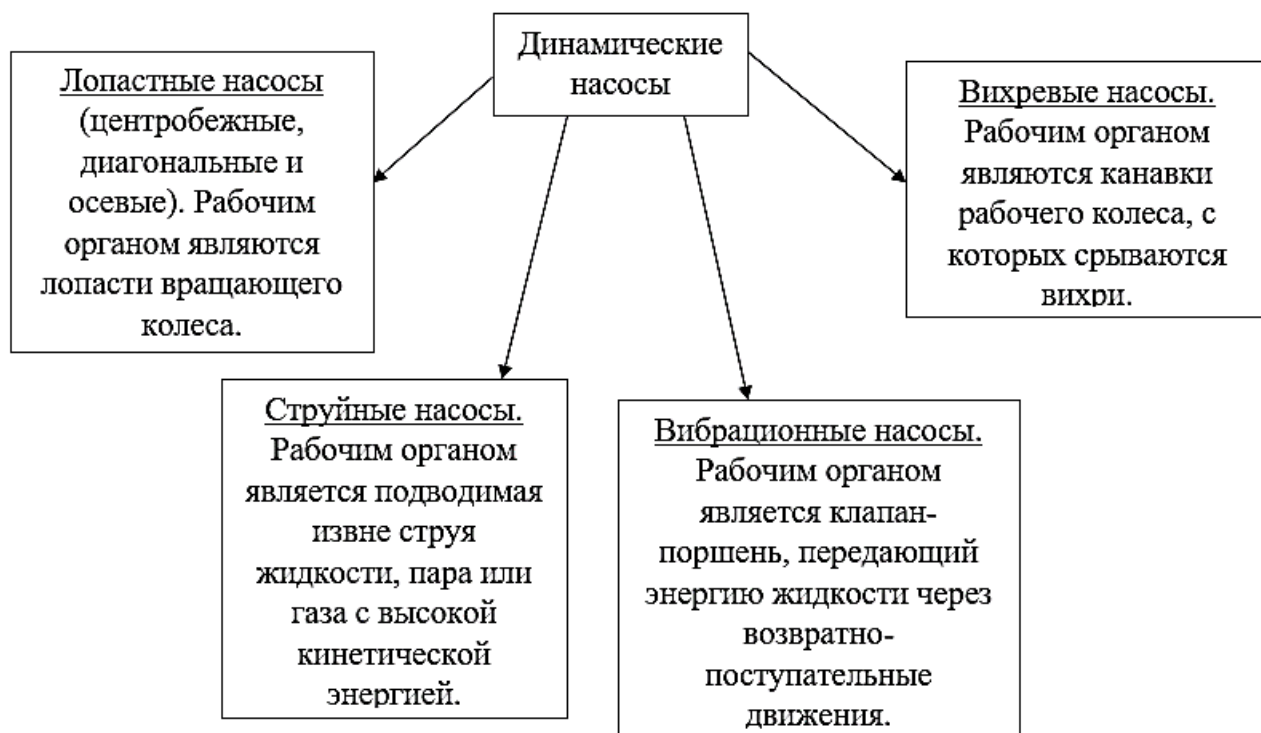 Динамические
насосы
Лопастные насосы
(центробежные,
диагональные и
осевые). Рабочим
органом являются
лопасти вращающего
колеса.
Вихревые насосы.
Рабочим органом
являются канавки
рабочего колеса, с
которых срываются
вихри.
Струйные насосы.
Рабочим органом
является подводимая
извне струя
жидкости, пара или
газа с высокой
кинетической
энергией.
Вибрационные насосы.
Рабочим органом
является клапан-
поршень, передающий
энергию жидкости через
возвратно-
поступательные
движения.